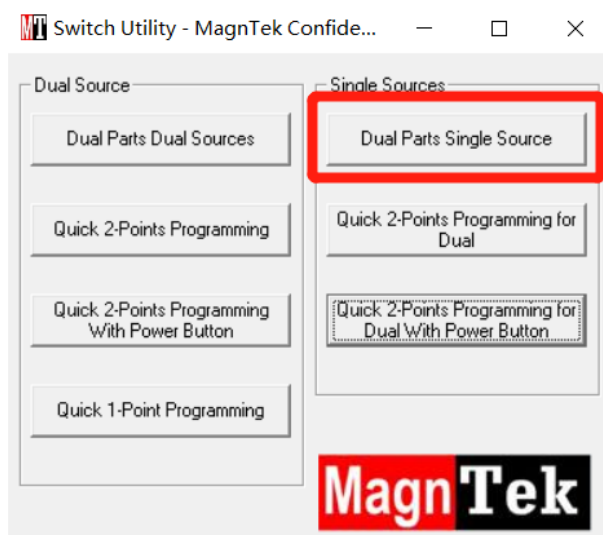 MT Switch Utility - MagnTek Confide...
Dual Source
Dual Parts Dual Sources
Quick 2-Points Programming
Quick 2-Points Programming
With Power Button
Quick 1-Point Programming
Single Sources
Dual Parts Single Source
Quick 2-Points Programming for
Dual
Quick 2-Points Programming for
Dual With Power Button
MagnTek